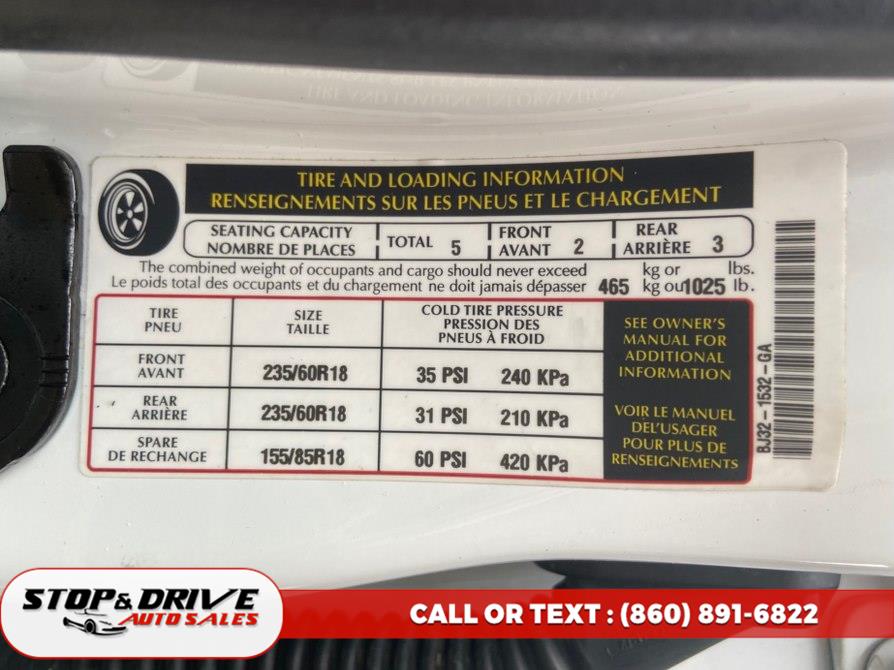 TIRE AND LOADING INFORMATION
RENSEIGNEMENTS SUR LES PNEUS ET LE CHARGEMENT
SEATING CAPACITY
NOMBRE DE PLACES
TOTAL 5
FRONT
AVANT 2
REAR
ARRIÈRE 3
The combined weight of occupants and cargo should never exceed
Le poids total des occupants et du chargement ne doit jamais dépasser
465 kg or 1025 lbs.
kg ou lb.
TIRE
PNEU
SIZE
TAILLE
COLD TIRE PRESSURE
PRESSION DES
PNEUS À FROID
FRONT
AVANT
235/60R18
35 PSI 240 KPa
REAR
ARRIÈRE
235/60R18
31 PSI 210 KPa
SPARE
DE RECHANGE
155/85R18
60 PSI 420 KPa
SEE OWNER'S
MANUAL FOR
ADDITIONAL
INFORMATION
VOIR LE MANUEL
DEL'USAGER
POUR PLUS DE
RENSEIGNEMENTS
BJ32-1532-GA
STOP & DRIVE
AUTO SALES
CALL OR TEXT : (860) 891-6822